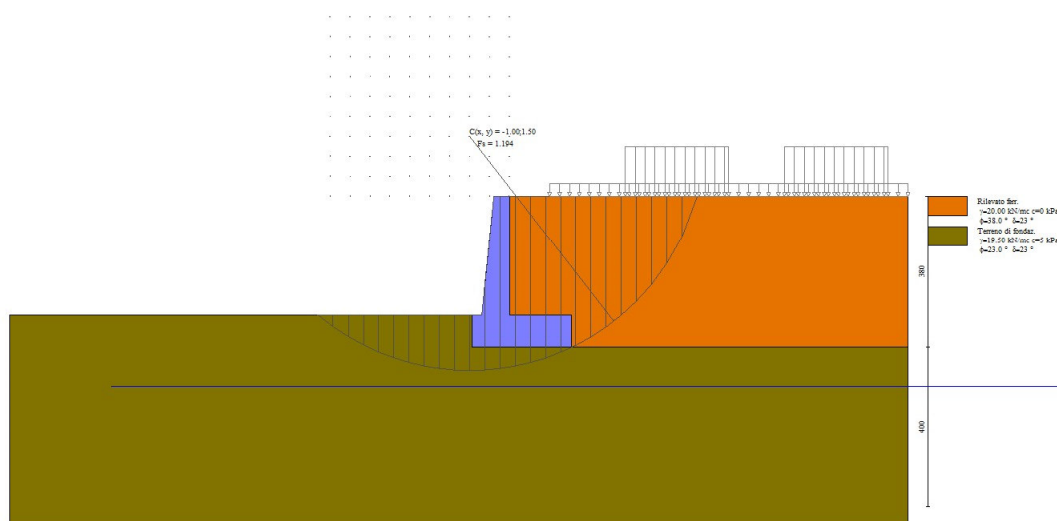 C(x, y) = -1.00;1.50
Fs = 1.194
Rilevato ferr.
γ=20.00 kN/mc c=0 kPa
ϕ=38.0 ° δ=23 °
Terreno di fondaz.
γ=19.50 kN/mc c=5 kPa
ϕ=23.0 ° δ=23 °
380
400